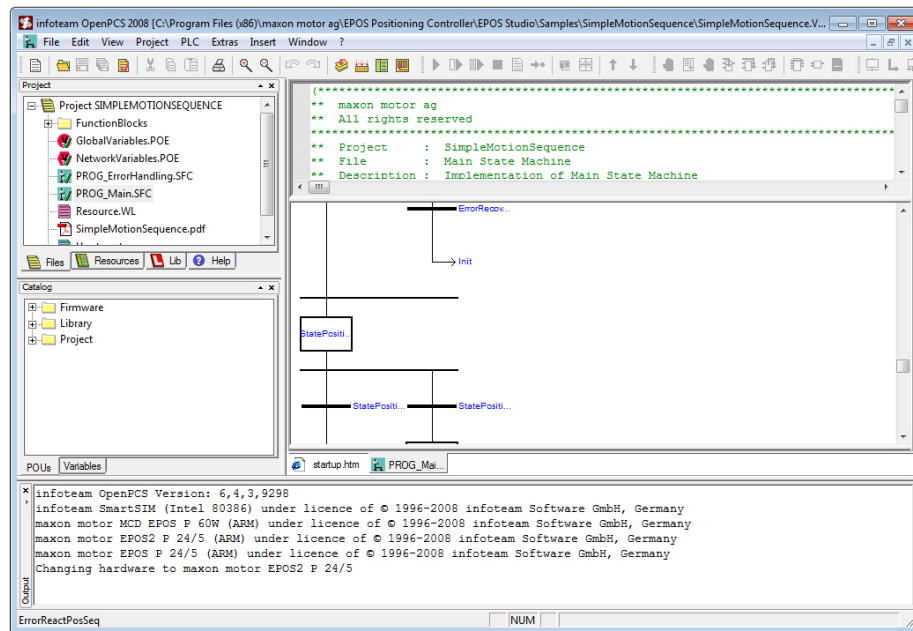 infoteam OpenPCS 2008 [C:\Program Files (x86)\maxon motor ag\EPOS Positioning Controller\EPOS Studio\Samples\SimpleMotionSequence\SimpleMotionSequence.V...
File Edit View Project PLC Extras Insert Window ?
Project
Project SIMPLEMOTIONSEQUENCE
FunctionBlocks
GlobalVariables.POE
NetworkVariables.POE
PROG_ErrorHandling.SFC
PROG_Main.SFC
Resource.WL
SimpleMotionSequence.pdf
Files Resources Lib Help
Catalog
Firmware
Library
Project
POUs Variables
(*******************************************************************************
** maxon motor ag
** All rights reserved
********************************************************************************
** Project : SimpleMotionSequence
** File : Main State Machine
** Description : Implementation of Main State Machine
ErrorRecov...
Init
StatePositi...
StatePositi... StatePositi...
startup.htm PROG_Mai...
infoteam OpenPCS Version: 6,4,3,9298
infoteam SmartSIM (Intel 80386) under licence of © 1996-2008 infoteam Software GmbH, Germany
maxon motor MCD EPOS P 60W (ARM) under licence of © 1996-2008 infoteam Software GmbH, Germany
maxon motor EPOS2 P 24/5 (ARM) under licence of © 1996-2008 infoteam Software GmbH, Germany
maxon motor EPOS P 24/5 (ARM) under licence of © 1996-2008 infoteam Software GmbH, Germany
Changing hardware to maxon motor EPOS2 P 24/5
Output
ErrorReactPosSeq NUM